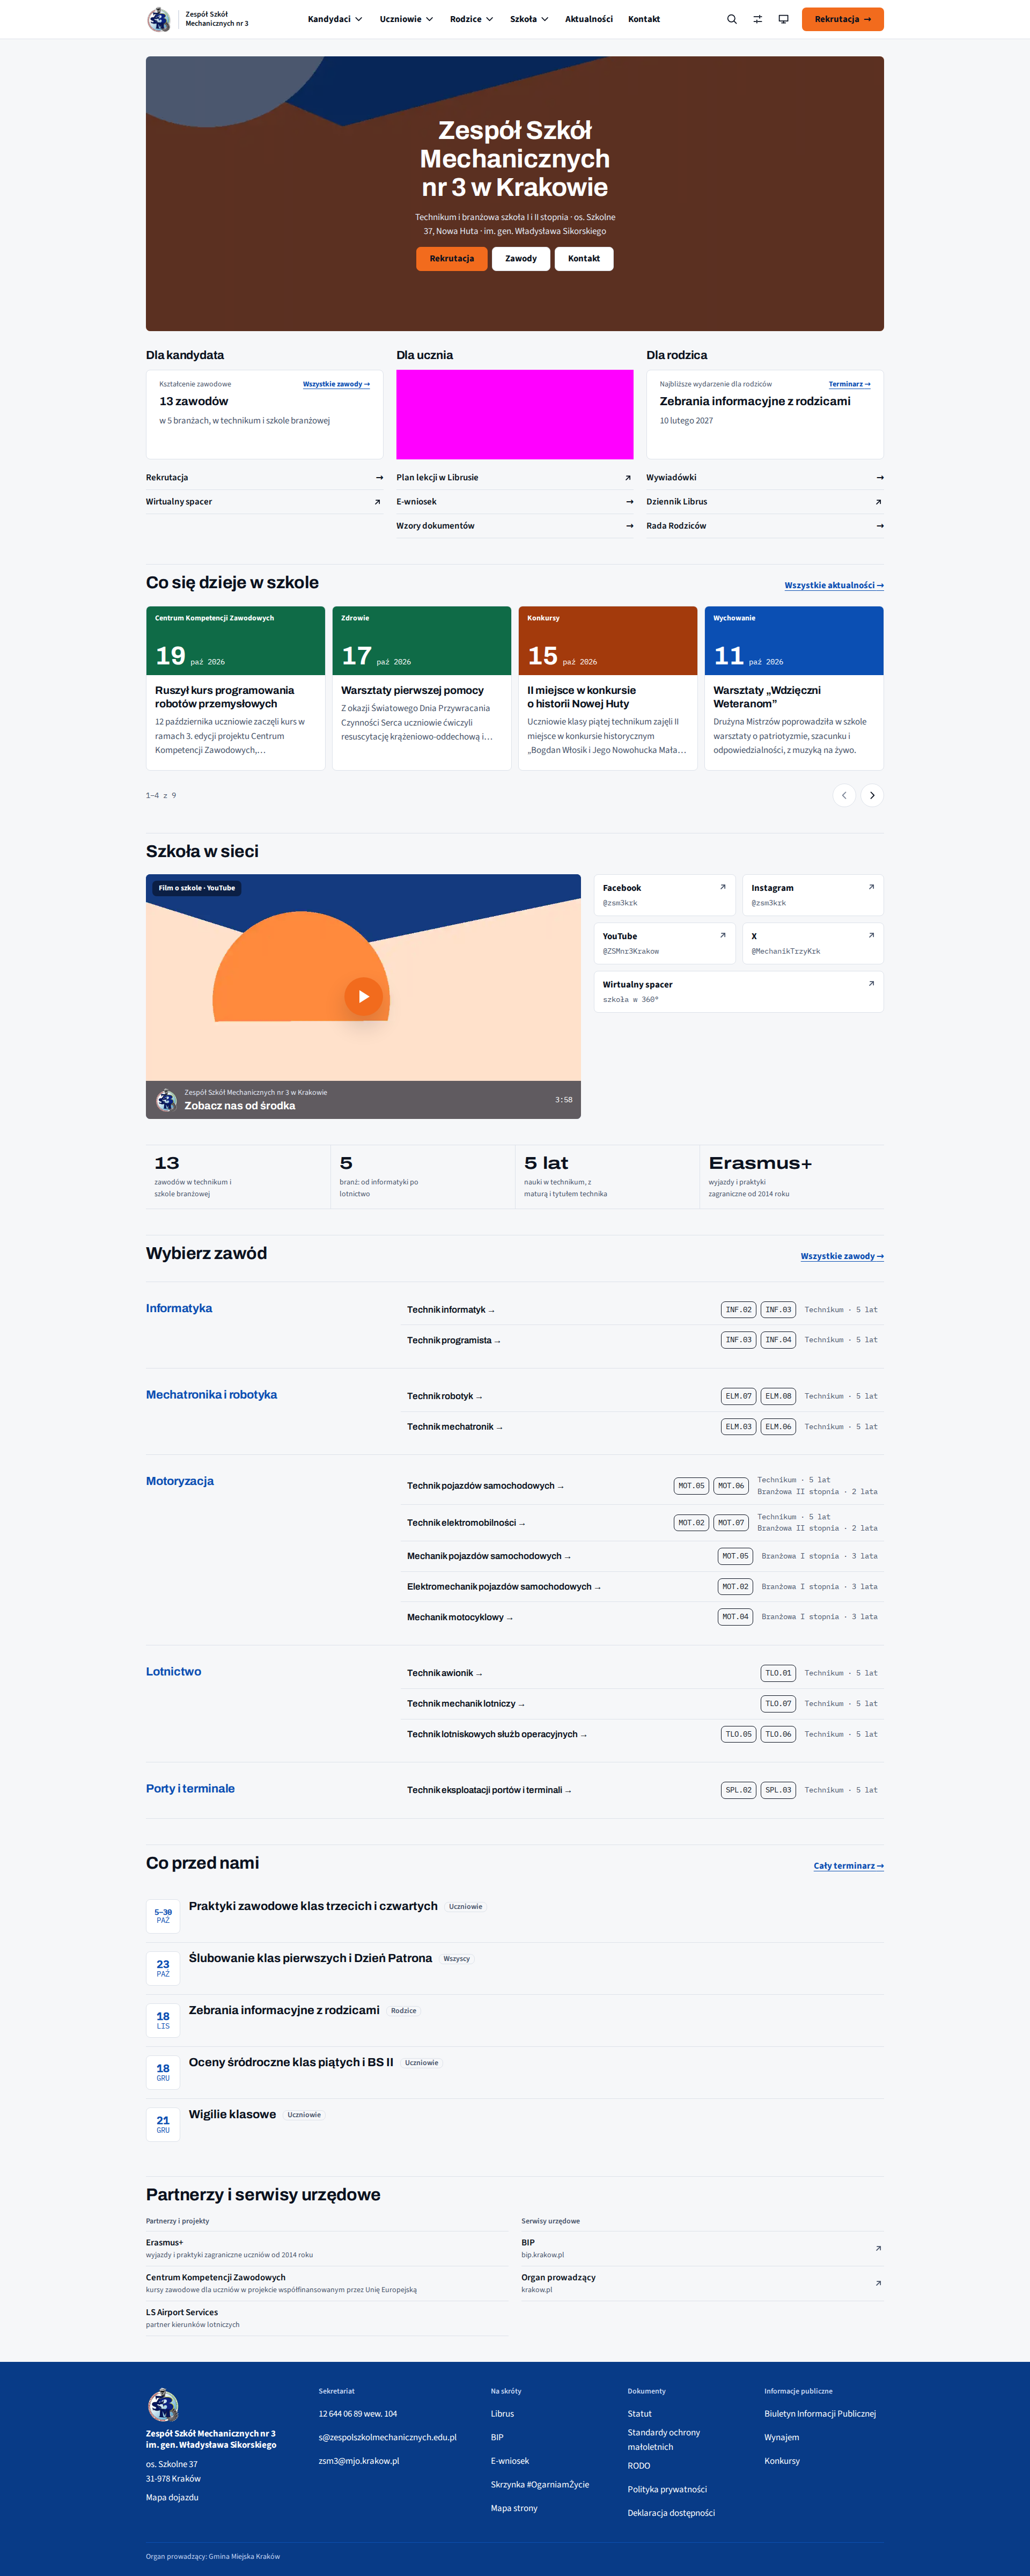 Zespół Szkół
Mechanicznych nr 3
Kandydaci
Uczniowie
Rodzice
Szkoła
Aktualności
Kontakt
Rekrutacja →
Zespół Szkół
Mechanicznych
nr 3 w Krakowie
Technikum i branżowa szkoła I i II stopnia · os. Szkolne
37, Nowa Huta · im. gen. Władysława Sikorskiego
Rekrutacja
Zawody
Kontakt
Dla kandydata
Kształcenie zawodowe
Wszystkie zawody →
13 zawodów
w 5 branżach, w technikum i szkole branżowej
Rekrutacja →
Wirtualny spacer ↗
Dla ucznia
Plan lekcji w Librusie ↗
E-wniosek →
Wzory dokumentów →
Dla rodzica
Najbliższe wydarzenie dla rodziców
Terminarz →
Zebrania informacyjne z rodzicami
10 lutego 2027
Wywiadówki →
Dziennik Librus ↗
Rada Rodziców →
Co się dzieje w szkole
Wszystkie aktualności →
Centrum Kompetencji Zawodowych
19 paź 2026
Ruszył kurs programowania
robotów przemysłowych
12 października uczniowie zaczęli kurs w
ramach 3. edycji projektu Centrum
Kompetencji Zawodowych,…
Zdrowie
17 paź 2026
Warsztaty pierwszej pomocy
Z okazji Światowego Dnia Przywracania
Czynności Serca uczniowie ćwiczyli
resuscytację krążeniowo-oddechową i…
Konkursy
15 paź 2026
II miejsce w konkursie
o historii Nowej Huty
Uczniowie klasy piątej technikum zajęli II
miejsce w konkursie historycznym
„Bogdan Włosik i Jego Nowohucka Mała…
Wychowanie
11 paź 2026
Warsztaty „Wdzięczni
Weteranom”
Drużyna Mistrzów poprowadziła w szkole
warsztaty o patriotyzmie, szacunku i
odpowiedzialności, z muzyką na żywo.
1–4 z 9
Szkoła w sieci
Film o szkole · YouTube
Zespół Szkół Mechanicznych nr 3 w Krakowie
Zobacz nas od środka
3:58
Facebook ↗
@zsm3krk
Instagram ↗
@zsm3krk
YouTube ↗
@ZSMnr3Krakow
X ↗
@MechanikTrzyKrk
Wirtualny spacer ↗
szkoła w 360°
13
zawodów w technikum i
szkole branżowej
5
branż: od informatyki po
lotnictwo
5 lat
nauki w technikum, z
maturą i tytułem technika
Erasmus+
wyjazdy i praktyki
zagraniczne od 2014 roku
Wybierz zawód
Wszystkie zawody →
Informatyka
Technik informatyk → INF.02 INF.03 Technikum · 5 lat
Technik programista → INF.03 INF.04 Technikum · 5 lat
Mechatronika i robotyka
Technik robotyk → ELM.07 ELM.08 Technikum · 5 lat
Technik mechatronik → ELM.03 ELM.06 Technikum · 5 lat
Motoryzacja
Technik pojazdów samochodowych → MOT.05 MOT.06 Technikum · 5 lat
Branżowa II stopnia · 2 lata
Technik elektromobilności → MOT.02 MOT.07 Technikum · 5 lat
Branżowa II stopnia · 2 lata
Mechanik pojazdów samochodowych → MOT.05 Branżowa I stopnia · 3 lata
Elektromechanik pojazdów samochodowych → MOT.02 Branżowa I stopnia · 3 lata
Mechanik motocyklowy → MOT.04 Branżowa I stopnia · 3 lata
Lotnictwo
Technik awionik → TLO.01 Technikum · 5 lat
Technik mechanik lotniczy → TLO.07 Technikum · 5 lat
Technik lotniskowych służb operacyjnych → TLO.05 TLO.06 Technikum · 5 lat
Porty i terminale
Technik eksploatacji portów i terminali → SPL.02 SPL.03 Technikum · 5 lat
Co przed nami
Cały terminarz →
5–30
PAŹ
Praktyki zawodowe klas trzecich i czwartych Uczniowie
23
PAŹ
Ślubowanie klas pierwszych i Dzień Patrona Wszyscy
18
LIS
Zebrania informacyjne z rodzicami Rodzice
18
GRU
Oceny śródroczne klas piątych i BS II Uczniowie
21
GRU
Wigilie klasowe Uczniowie
Partnerzy i serwisy urzędowe
Partnerzy i projekty
Erasmus+
wyjazdy i praktyki zagraniczne uczniów od 2014 roku
Centrum Kompetencji Zawodowych
kursy zawodowe dla uczniów w projekcie współfinansowanym przez Unię Europejską
LS Airport Services
partner kierunków lotniczych
Serwisy urzędowe
BIP ↗
bip.krakow.pl
Organ prowadzący ↗
krakow.pl
Zespół Szkół Mechanicznych nr 3
im. gen. Władysława Sikorskiego
os. Szkolne 37
31-978 Kraków
Mapa dojazdu
Sekretariat
12 644 06 89 wew. 104
s@zespolszkolmechanicznych.edu.pl
zsm3@mjo.krakow.pl
Na skróty
Librus
BIP
E-wniosek
Skrzynka #OgarniamŻycie
Mapa strony
Dokumenty
Statut
Standardy ochrony
małoletnich
RODO
Polityka prywatności
Deklaracja dostępności
Informacje publiczne
Biuletyn Informacji Publicznej
Wynajem
Konkursy
Organ prowadzący: Gmina Miejska Kraków